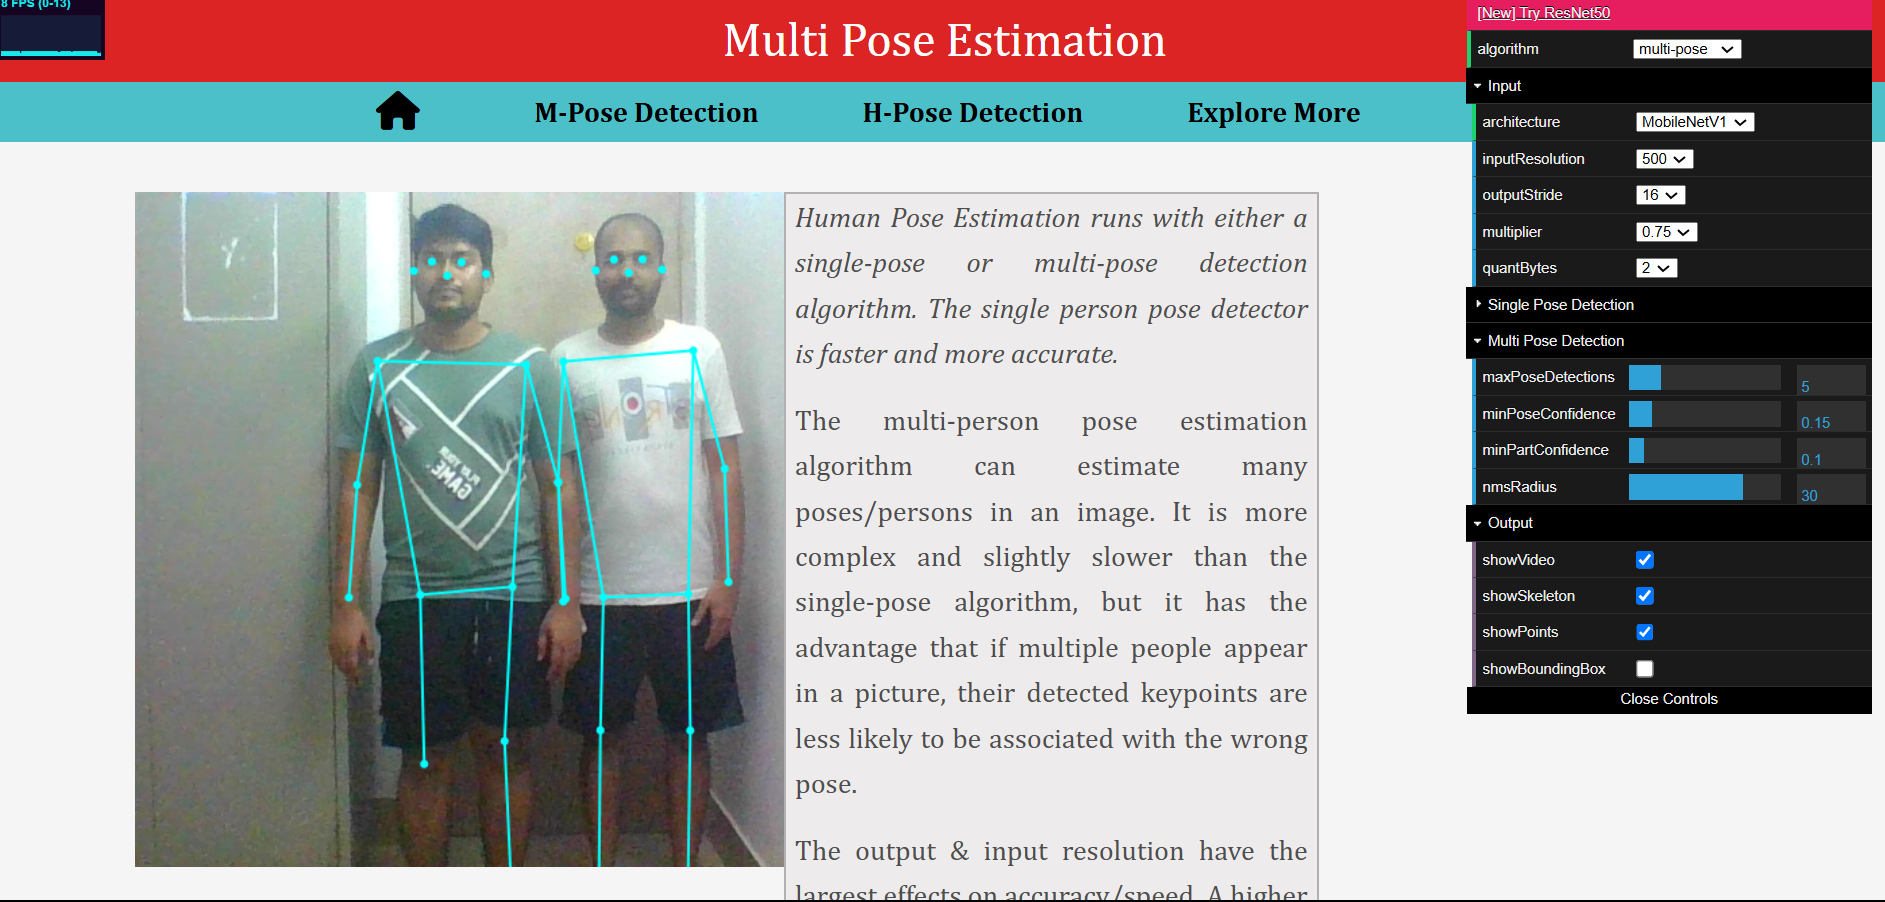 8 FPS (0-13)
Multi Pose Estimation
M-Pose Detection
H-Pose Detection
Explore More
Human Pose Estimation runs with either a
single-pose or multi-pose detection
algorithm. The single person pose detector
is faster and more accurate.
The multi-person pose estimation
algorithm can estimate many
poses/persons in an image. It is more
complex and slightly slower than the
single-pose algorithm, but it has the
advantage that if multiple people appear
in a picture, their detected keypoints are
less likely to be associated with the wrong
pose.
The output & input resolution have the
largest effects on accuracy/speed. A higher
PLAY YOUR
GAME.
[New] Try ResNet50
algorithm multi-pose
Input
architecture MobileNetV1
inputResolution 500
outputStride 16
multiplier 0.75
quantBytes 2
Single Pose Detection
Multi Pose Detection
maxPoseDetections 5
minPoseConfidence 0.15
minPartConfidence 0.1
nmsRadius 30
Output
showVideo
showSkeleton
showPoints
showBoundingBox
Close Controls